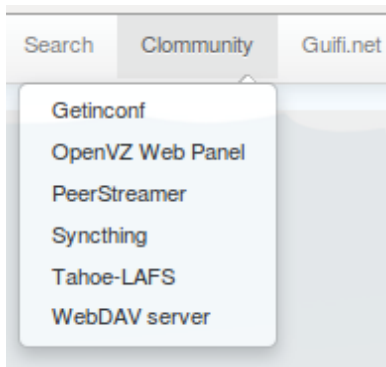 Search Clommunity Guifi.net
Getinconf
OpenVZ Web Panel
PeerStreamer
Syncthing
Tahoe-LAFS
WebDAV server